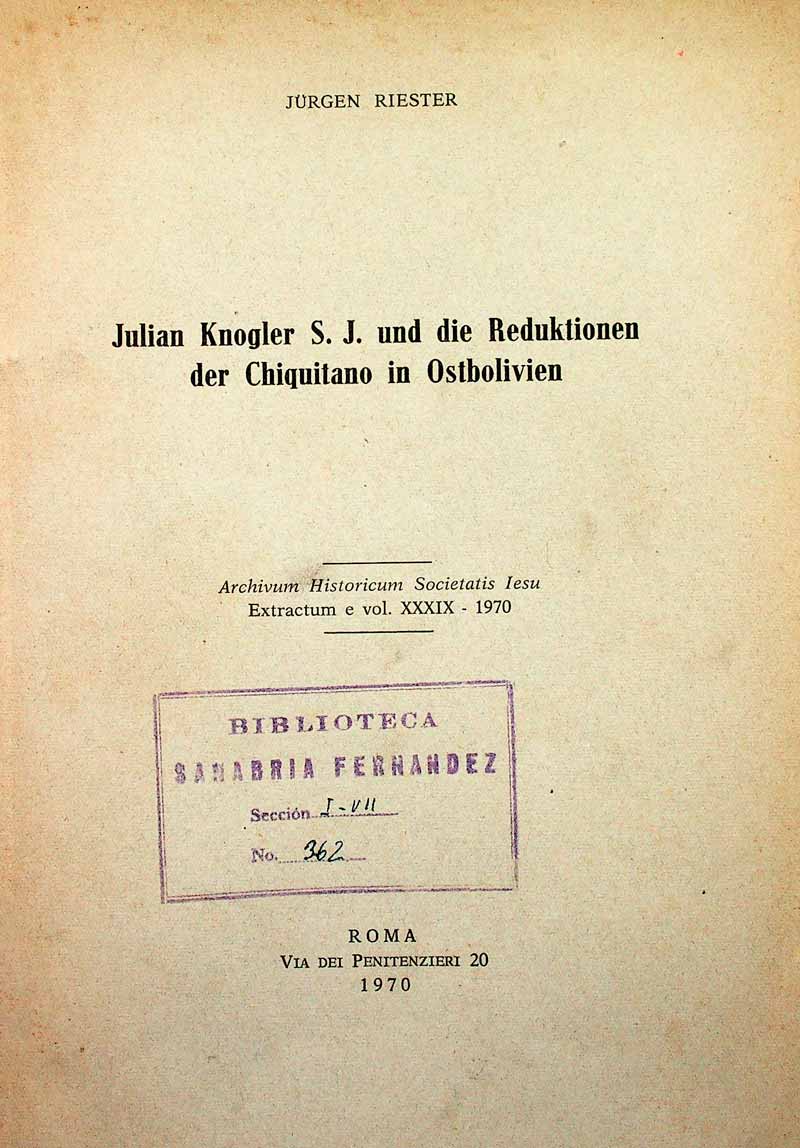 JÜRGEN RIESTER
Julian Knogler S. J. und die Reduktionen
der Chiquitano in Ostbolivien
Archivum Historicum Societatis Iesu
Extractum e vol. XXXIX - 1970
BIBLIOTECA
SANABRIA FERNANDEZ
Sección I-VII
No. 362
ROMA
VIA DEI PENITENZIERI 20
1970